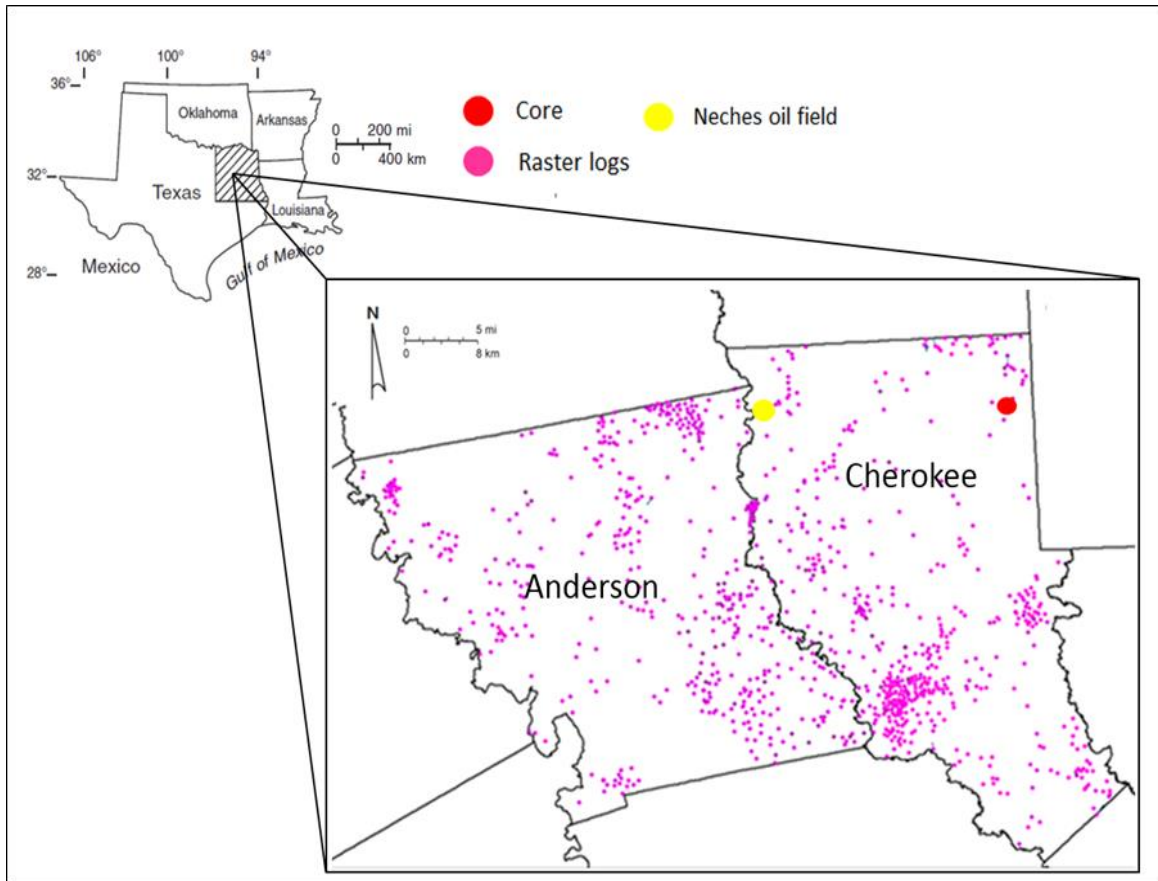 106° 100° 94°
36°
Oklahoma
Arkansas
0 200 mi
0 400 km
Core
Neches oil field
Raster logs
32°
Texas
Louisiana
Mexico
Gulf of Mexico
28°
N
0 5 mi
0 8 km
Cherokee
Anderson